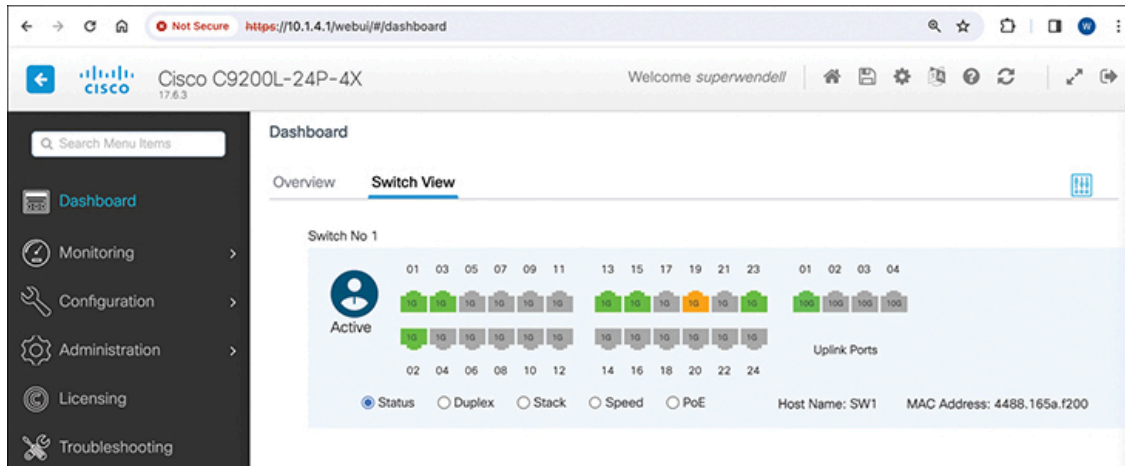 Not Secure https://10.1.4.1/webui/#/dashboard
W
CISCO
Cisco C9200L-24P-4X
17.6.3
Welcome superwendell
Search Menu Items
Dashboard
Monitoring
Configuration
Administration
Licensing
Troubleshooting
Dashboard
Overview Switch View
Switch No 1
Active
01 03 05 07 09 11 13 15 17 19 21 23 01 02 03 04
1G 1G 1G 1G 1G 1G 1G 1G 1G 1G 1G 1G 10G 10G 10G 10G
1G 1G 1G 1G 1G 1G 1G 1G 1G 1G 1G 1G
Uplink Ports
02 04 06 08 10 12 14 16 18 20 22 24
Status Duplex Stack Speed PoE Host Name: SW1 MAC Address: 4488.165a.f200